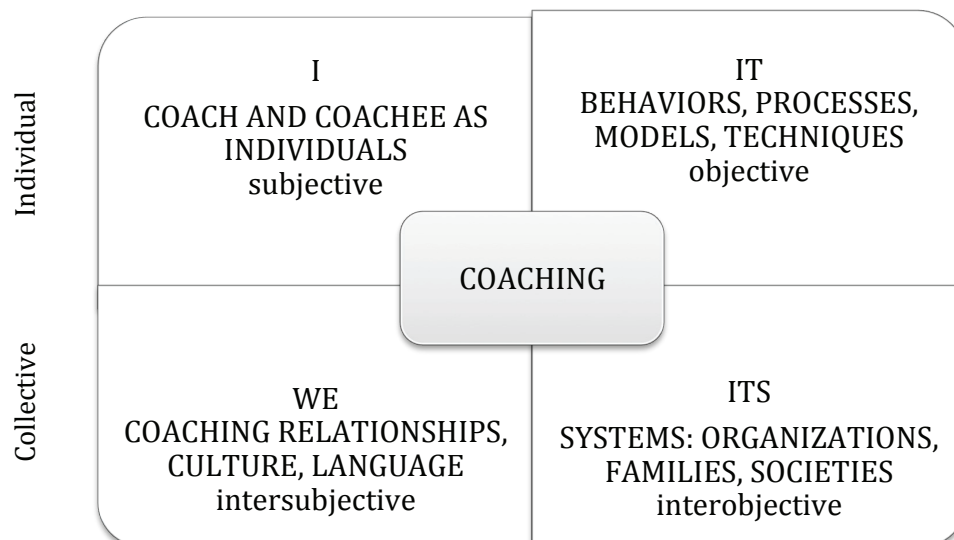 Individual
I
COACH AND COACHEE AS
INDIVIDUALS
subjective
IT
BEHAVIORS, PROCESSES,
MODELS, TECHNIQUES
objective
COACHING
Collective
WE
COACHING RELATIONSHIPS,
CULTURE, LANGUAGE
intersubjective
ITS
SYSTEMS: ORGANIZATIONS,
FAMILIES, SOCIETIES
interobjective